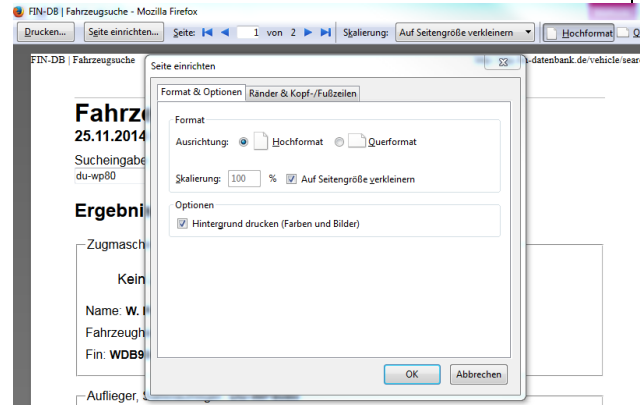 FIN-DB | Fahrzeugsuche - Mozilla Firefox
Drucken... Seite einrichten... Seite: 1 von 2 Skalierung: Auf Seitengröße verkleinern Hochformat
FIN-DB | Fahrzeugsuche
n-datenbank.de/vehicle/sear
Seite einrichten
Format & Optionen Ränder & Kopf-/Fußzeilen
Format
Ausrichtung: Hochformat Querformat
Skalierung: 100 % Auf Seitengröße verkleinern
Optionen
Hintergrund drucken (Farben und Bilder)
OK Abbrechen
Fahrze
25.11.2014
Sucheingabe
du-wp80
Ergebni
Zugmasch
Kein
Name: W.
Fahrzeugh
Fin: WDB9
Auflieger,